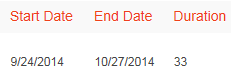 Start Date End Date Duration
9/24/2014 10/27/2014 33